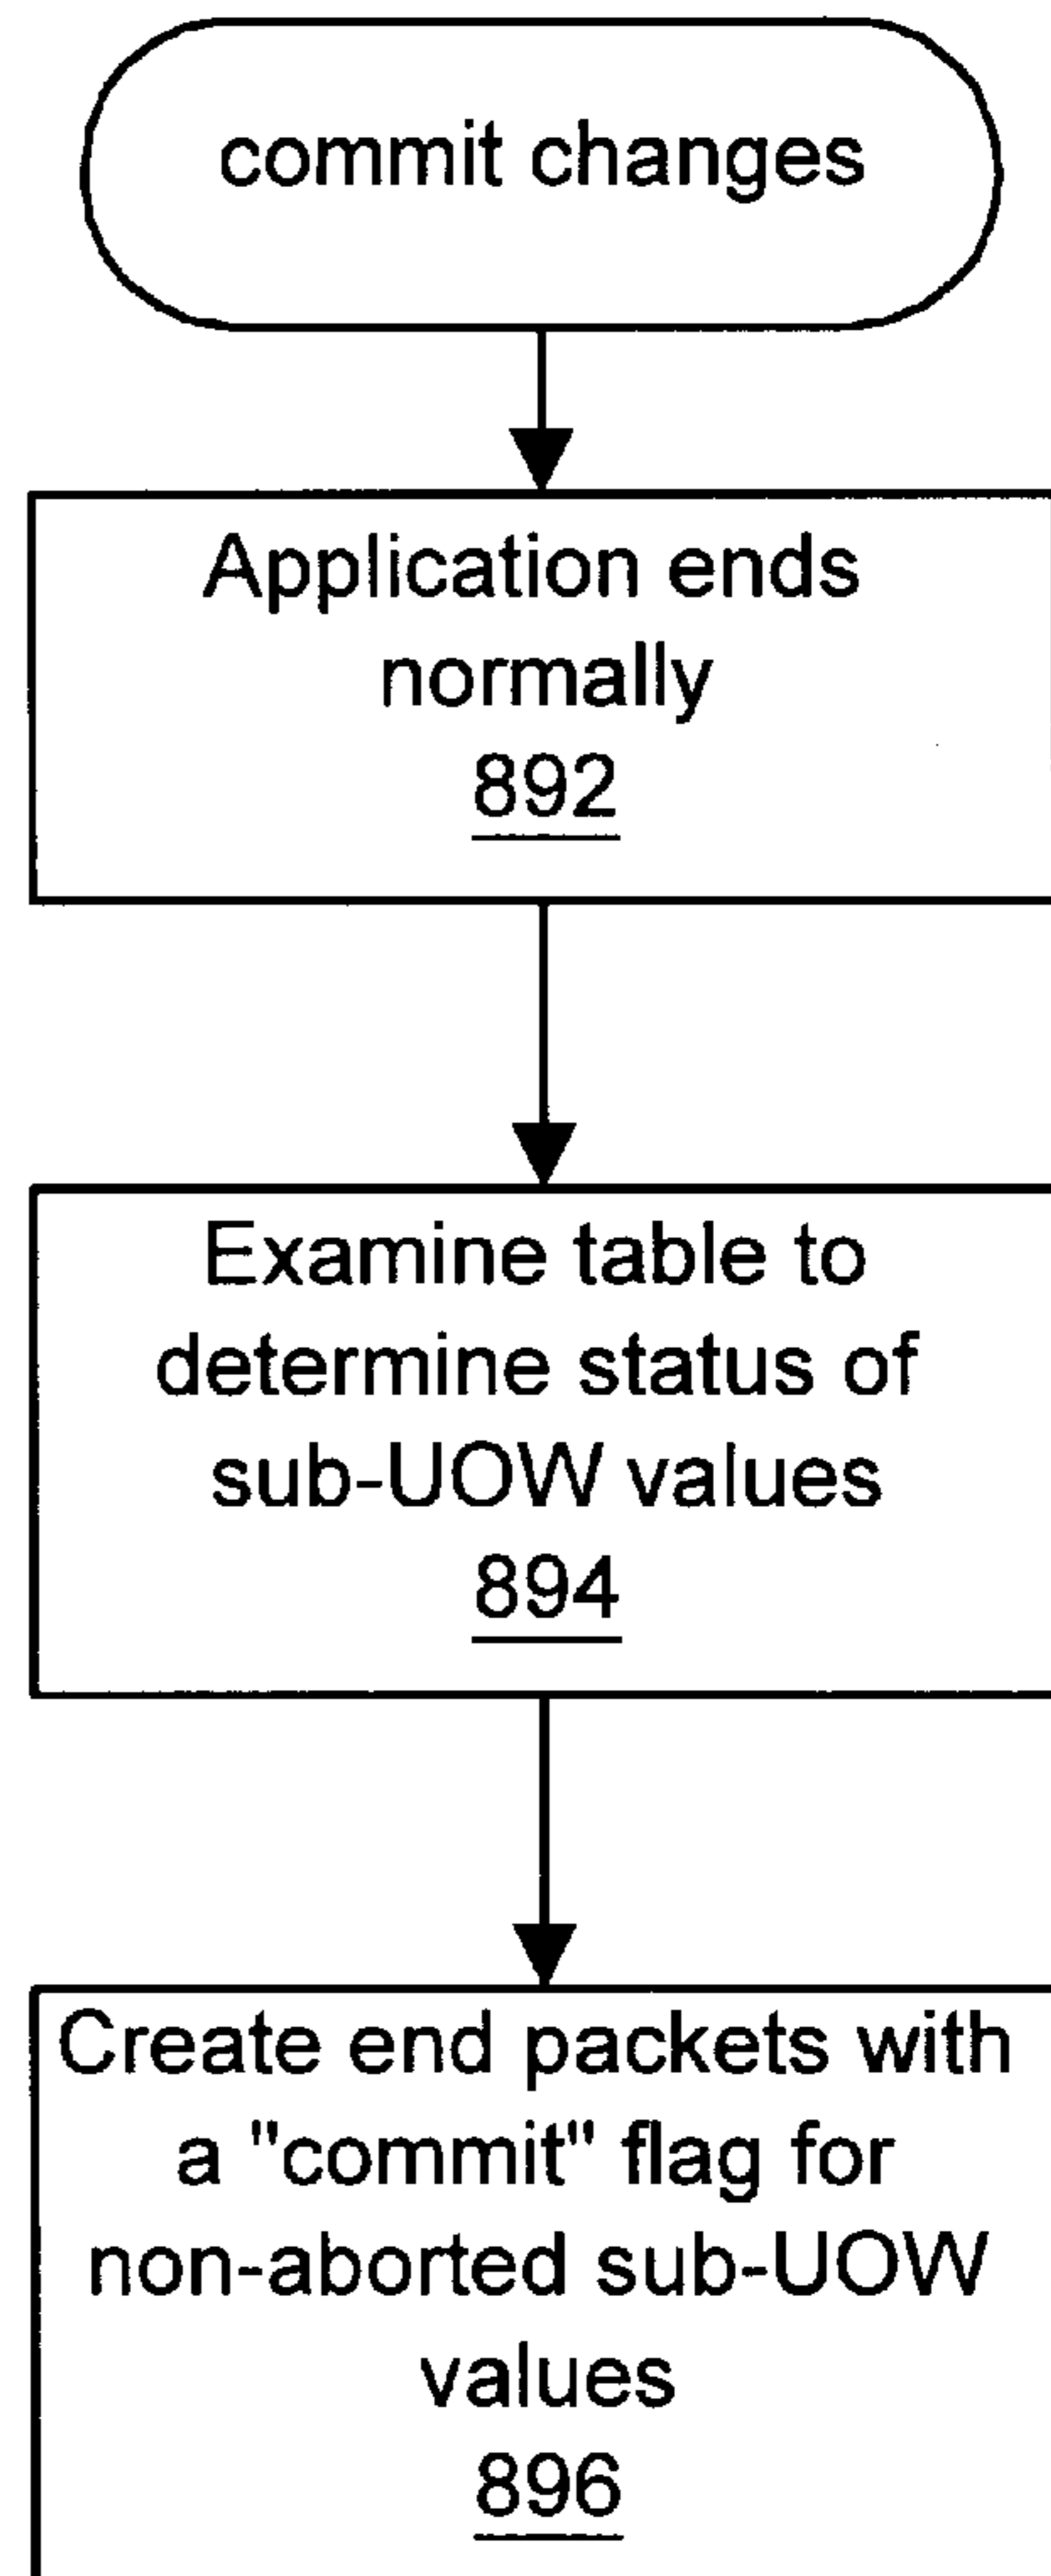 commit changes
Application ends
normally
892
Examine table to
determine status of
sub-UOW values
894
Create end packets with
a "commit" flag for
non-aborted sub-UOW
values
896